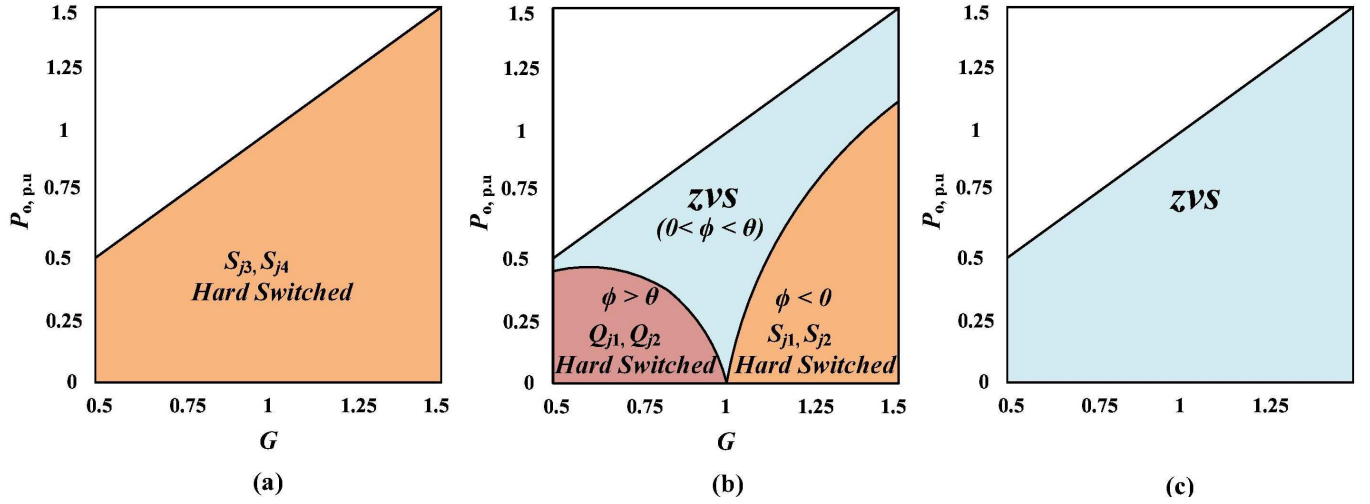 1.5
1.25
1
0.75
0.5
0.25
0
P_o, p.u
S_j3, S_j4
Hard Switched
0.5 0.75 1 1.25 1.5
G
(a)
1.5
1.25
1
0.75
0.5
0.25
0
P_o, p.u
ZVS
(0< ϕ < θ)
ϕ > θ
Q_j1, Q_j2
Hard Switched
ϕ < 0
S_j1, S_j2
Hard Switched
0.5 0.75 1 1.25 1.5
G
(b)
1.5
1.25
1
0.75
0.5
0.25
0
P_o, p.u
ZVS
0.5 0.75 1 1.25
G
(c)